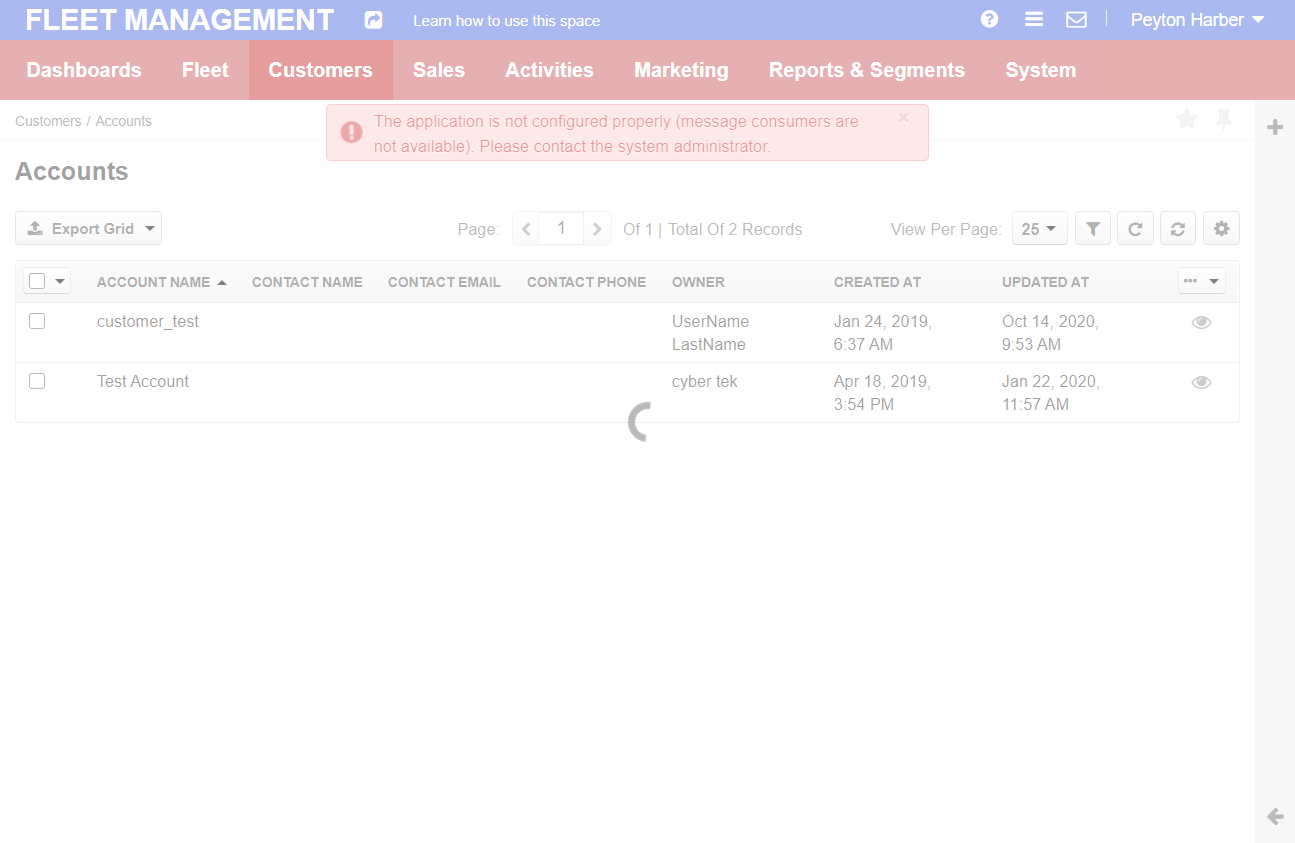 FLEET MANAGEMENT
Learn how to use this space
Peyton Harber
Dashboards Fleet Customers Sales Activities Marketing Reports & Segments System
Customers / Accounts
The application is not configured properly (message consumers are
not available). Please contact the system administrator.
Accounts
Export Grid
Page: 1 Of 1 | Total Of 2 Records
View Per Page: 25
ACCOUNT NAME CONTACT NAME CONTACT EMAIL CONTACT PHONE OWNER CREATED AT UPDATED AT
customer_test UserName Jan 24, 2019, Oct 14, 2020,
LastName 6:37 AM 9:53 AM
Test Account cyber tek Apr 18, 2019, Jan 22, 2020,
3:54 PM 11:57 AM